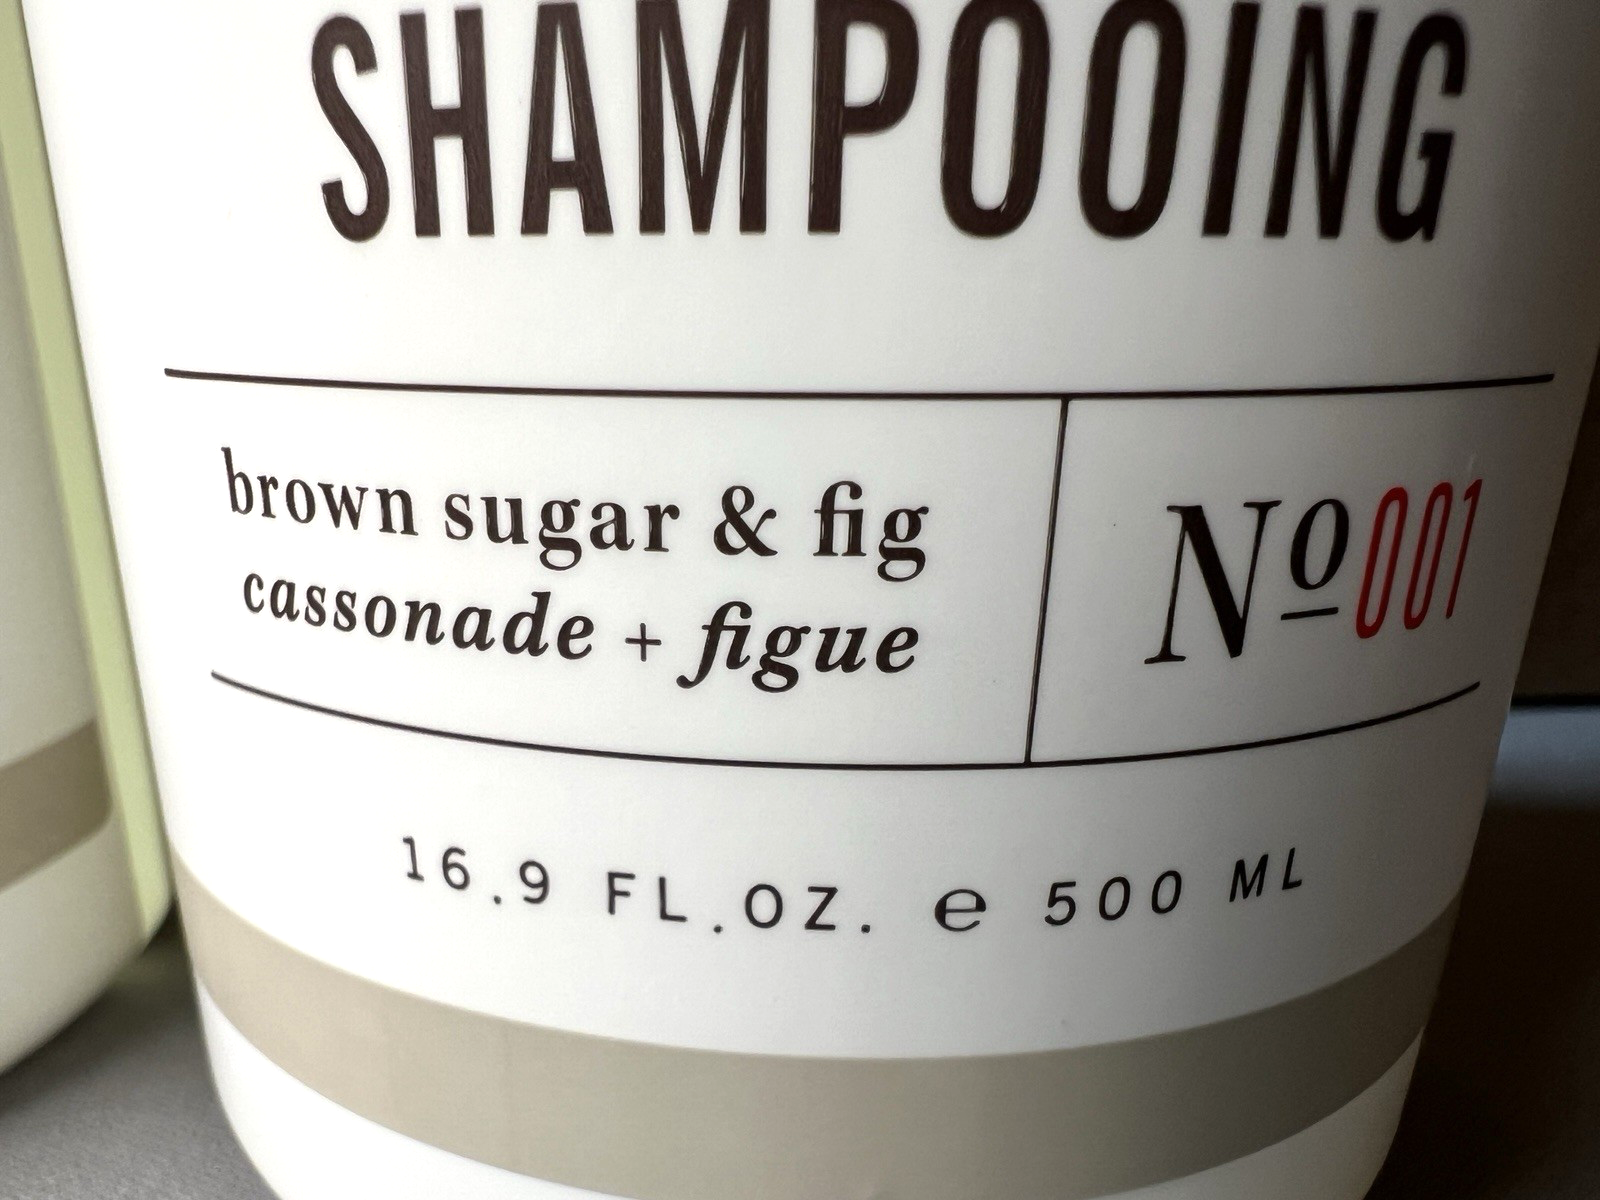 SHAMPOOING
brown sugar & fig
cassonade + figue
Nº001
16.9 FL.OZ. ℮ 500 ML